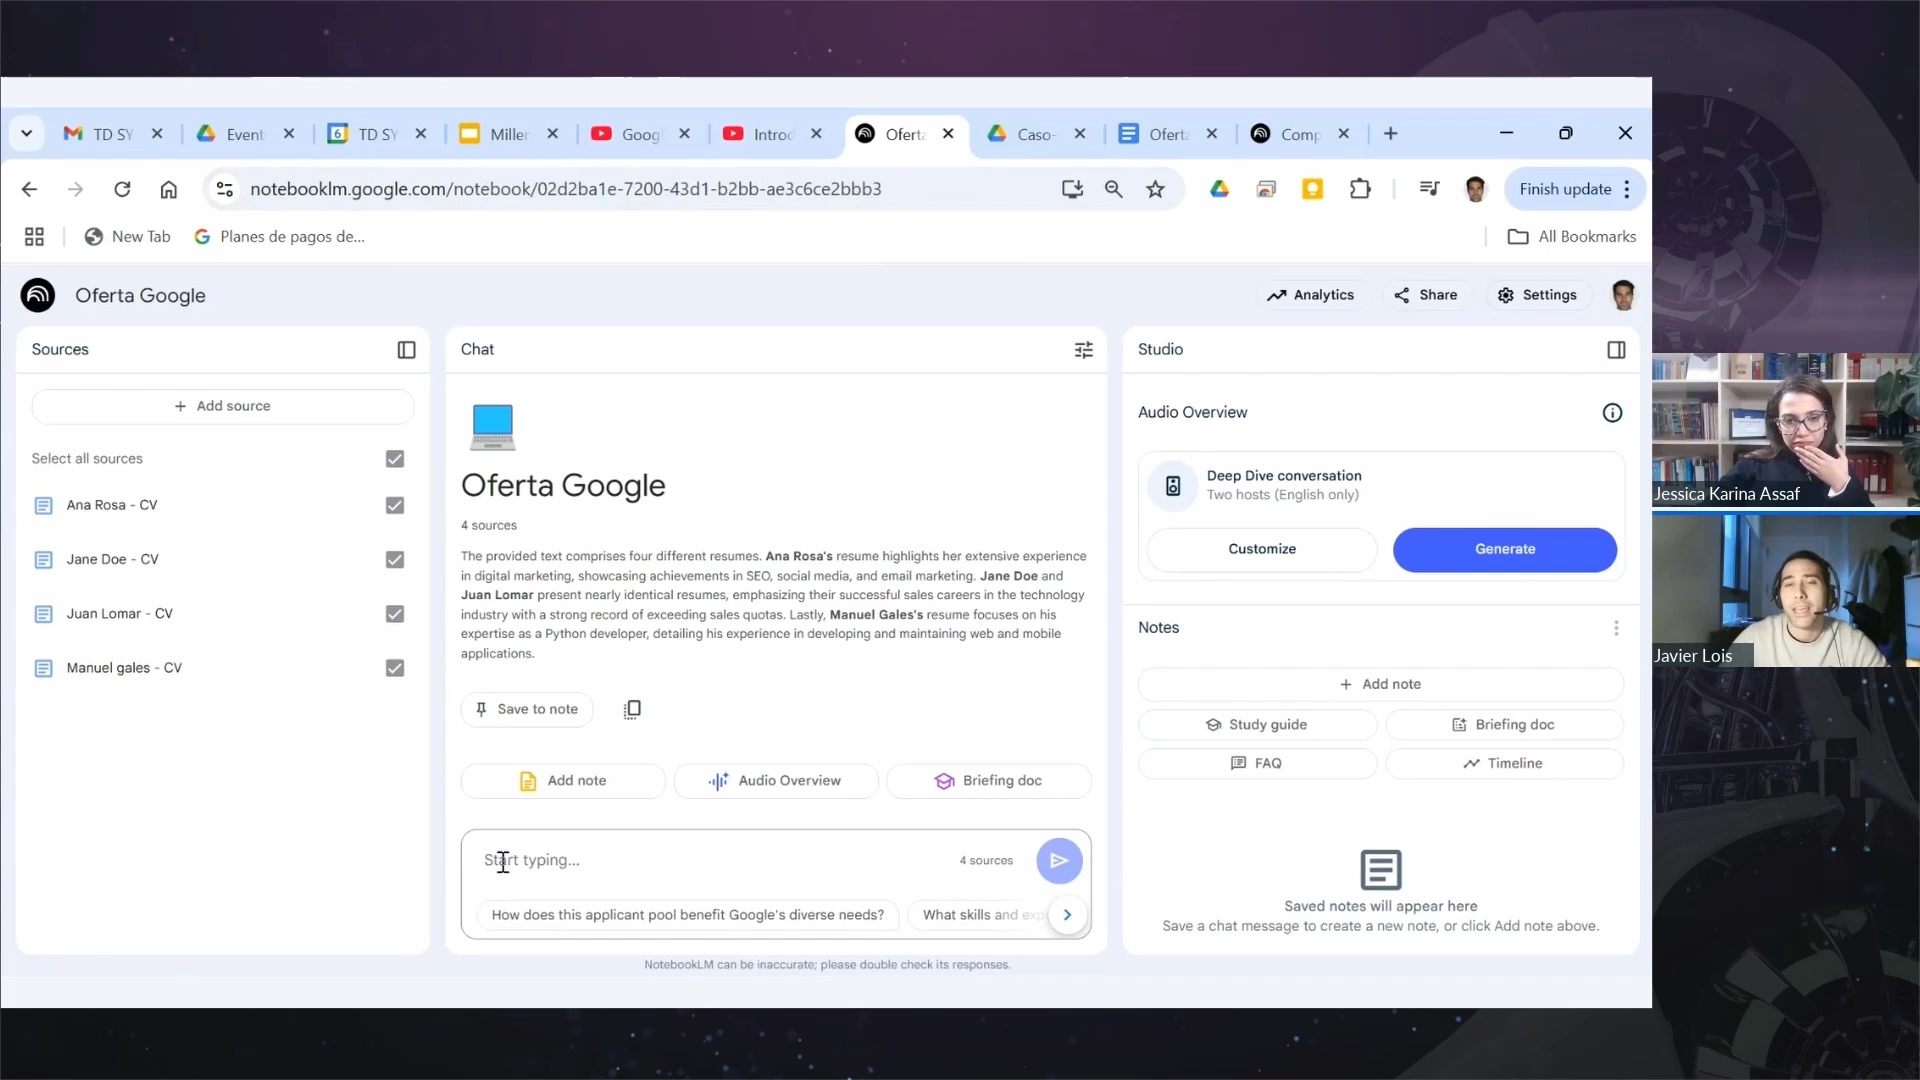 TD SY
Event
6
TD SY
Miller
Googl
Introd
Oferta
Caso-
Oferta
Comp
notebooklm.google.com/notebook/02d2ba1e-7200-43d1-b2bb-ae3c6ce2bbb3
Finish update
New Tab
Planes de pagos de...
All Bookmarks
Oferta Google
Analytics
Share
Settings
Sources
Chat
Studio
+ Add source
Select all sources
Ana Rosa - CV
Jane Doe - CV
Juan Lomar - CV
Manuel gales - CV
Oferta Google
4 sources
The provided text comprises four different resumes. Ana Rosa's resume highlights her extensive experience
in digital marketing, showcasing achievements in SEO, social media, and email marketing. Jane Doe and
Juan Lomar present nearly identical resumes, emphasizing their successful sales careers in the technology
industry with a strong record of exceeding sales quotas. Lastly, Manuel Gales's resume focuses on his
expertise as a Python developer, detailing his experience in developing and maintaining web and mobile
applications.
Save to note
Add note
Audio Overview
Briefing doc
Start typing...
4 sources
How does this applicant pool benefit Google's diverse needs?
What skills and exp
NotebookLM can be inaccurate; please double check its responses.
Audio Overview
Deep Dive conversation
Two hosts (English only)
Customize
Generate
Notes
+ Add note
Study guide
Briefing doc
FAQ
Timeline
Saved notes will appear here
Save a chat message to create a new note, or click Add note above.
Jessica Karina Assaf
Javier Lois